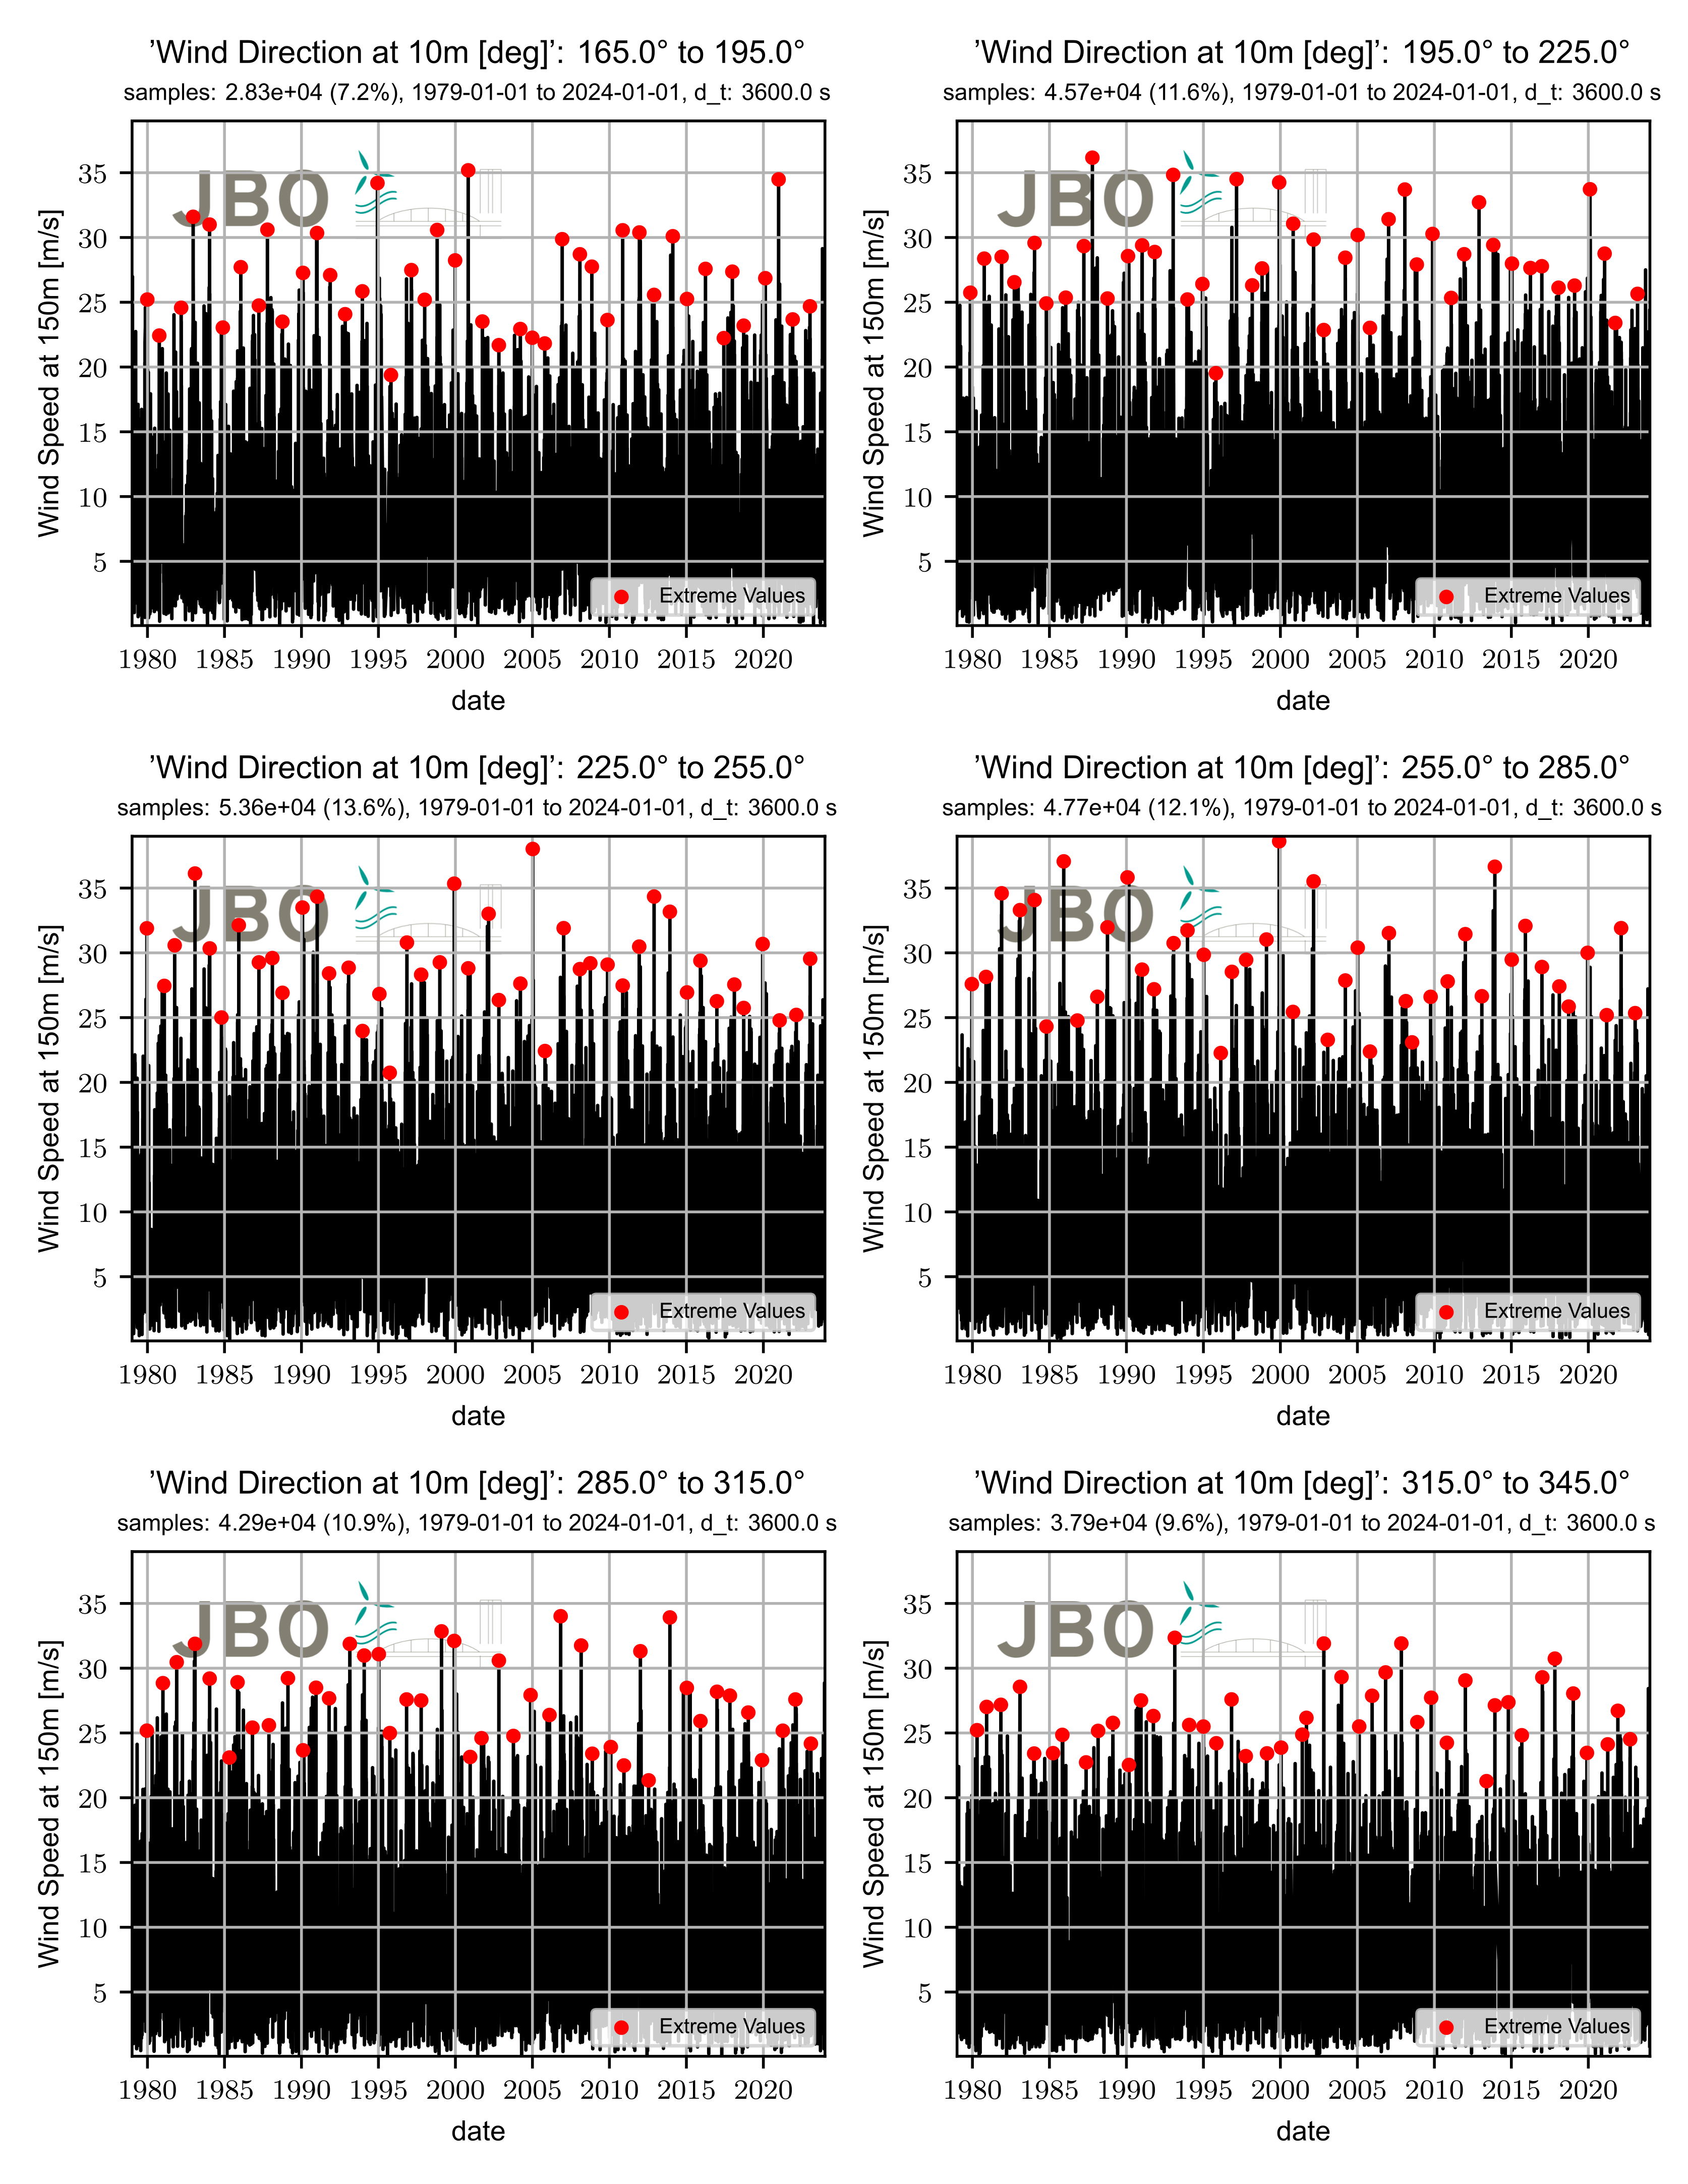 ’Wind Direction at 10m [deg]’: 165.0° to 195.0°
samples: 2.83e+04 (7.2%), 1979-01-01 to 2024-01-01, d_t: 3600.0 s
JBO
Wind Speed at 150m [m/s]
35
30
25
20
15
10
5
Extreme Values
1980 1985 1990 1995 2000 2005 2010 2015 2020
date
’Wind Direction at 10m [deg]’: 195.0° to 225.0°
samples: 4.57e+04 (11.6%), 1979-01-01 to 2024-01-01, d_t: 3600.0 s
JBO
Wind Speed at 150m [m/s]
35
30
25
20
15
10
5
Extreme Values
1980 1985 1990 1995 2000 2005 2010 2015 2020
date
’Wind Direction at 10m [deg]’: 225.0° to 255.0°
samples: 5.36e+04 (13.6%), 1979-01-01 to 2024-01-01, d_t: 3600.0 s
JBO
Wind Speed at 150m [m/s]
35
30
25
20
15
10
5
Extreme Values
1980 1985 1990 1995 2000 2005 2010 2015 2020
date
’Wind Direction at 10m [deg]’: 255.0° to 285.0°
samples: 4.77e+04 (12.1%), 1979-01-01 to 2024-01-01, d_t: 3600.0 s
JBO
Wind Speed at 150m [m/s]
35
30
25
20
15
10
5
Extreme Values
1980 1985 1990 1995 2000 2005 2010 2015 2020
date
’Wind Direction at 10m [deg]’: 285.0° to 315.0°
samples: 4.29e+04 (10.9%), 1979-01-01 to 2024-01-01, d_t: 3600.0 s
JBO
Wind Speed at 150m [m/s]
35
30
25
20
15
10
5
Extreme Values
1980 1985 1990 1995 2000 2005 2010 2015 2020
date
’Wind Direction at 10m [deg]’: 315.0° to 345.0°
samples: 3.79e+04 (9.6%), 1979-01-01 to 2024-01-01, d_t: 3600.0 s
JBO
Wind Speed at 150m [m/s]
35
30
25
20
15
10
5
Extreme Values
1980 1985 1990 1995 2000 2005 2010 2015 2020
date